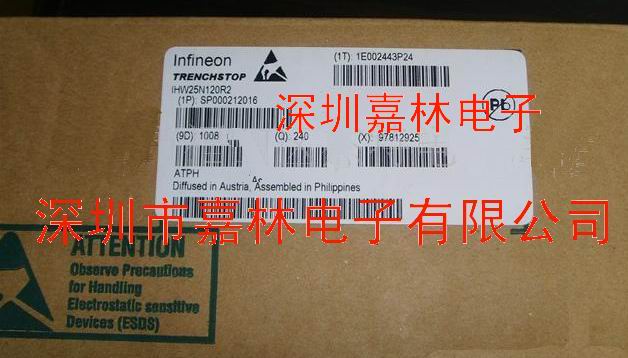 Infineon
TRENCHSTOP
IHW25N120R2
(1P): SP000212016
(1T): 1E002443P24
Pb
深圳嘉林电子
(9D): 1008 (Q): 240 (X): 97812925
ATPH
Diffused in Austria, Assembled in Philippines
深圳市嘉林电子有限公司
ATTENTION
Observe Precautions
for Handling
Electrostatic sensitive
Devices (ESDS)